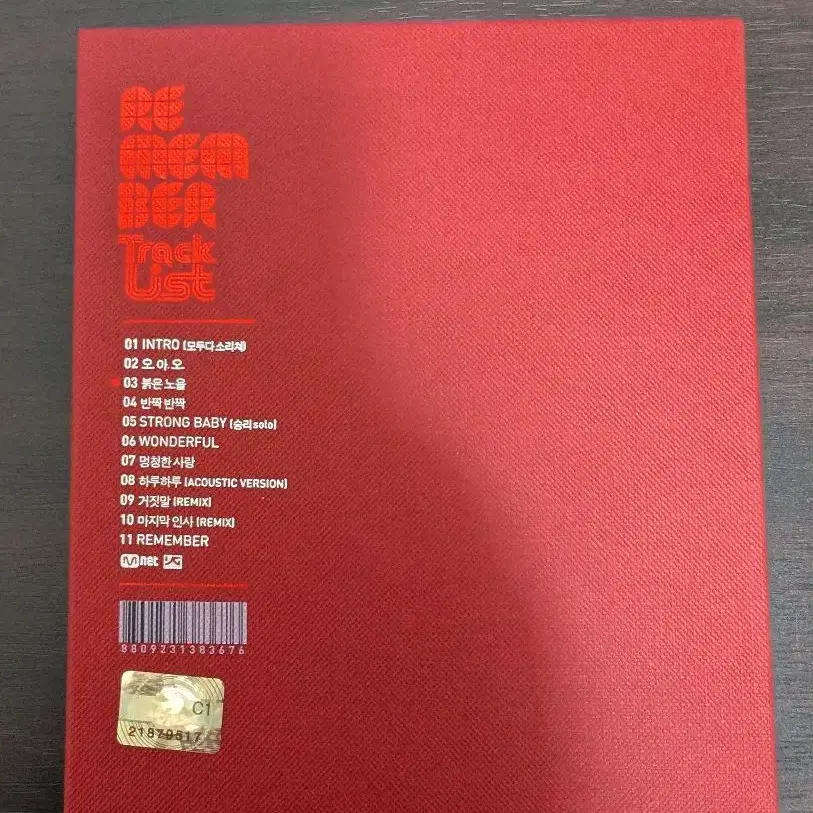 RE
MEM
BER
Track
List
01 INTRO (모두다소리쳐)
02 오.아.오.
03 붉은노을
04 반짝반짝
05 STRONG BABY (승리solo)
06 WONDERFUL
07 멍청한 사랑
08 하루하루 (ACOUSTIC VERSION)
09 거짓말 (REMIX)
10 마지막 인사 (REMIX)
11 REMEMBER
Mnet YG
8809231383676
C1
21879517